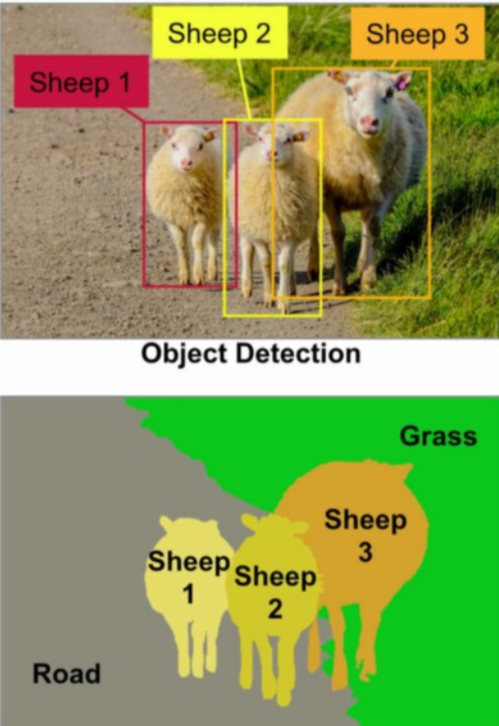 Sheep 1
Sheep 2
Sheep 3
Object Detection
Grass
Sheep
1
Sheep
2
Sheep
3
Road